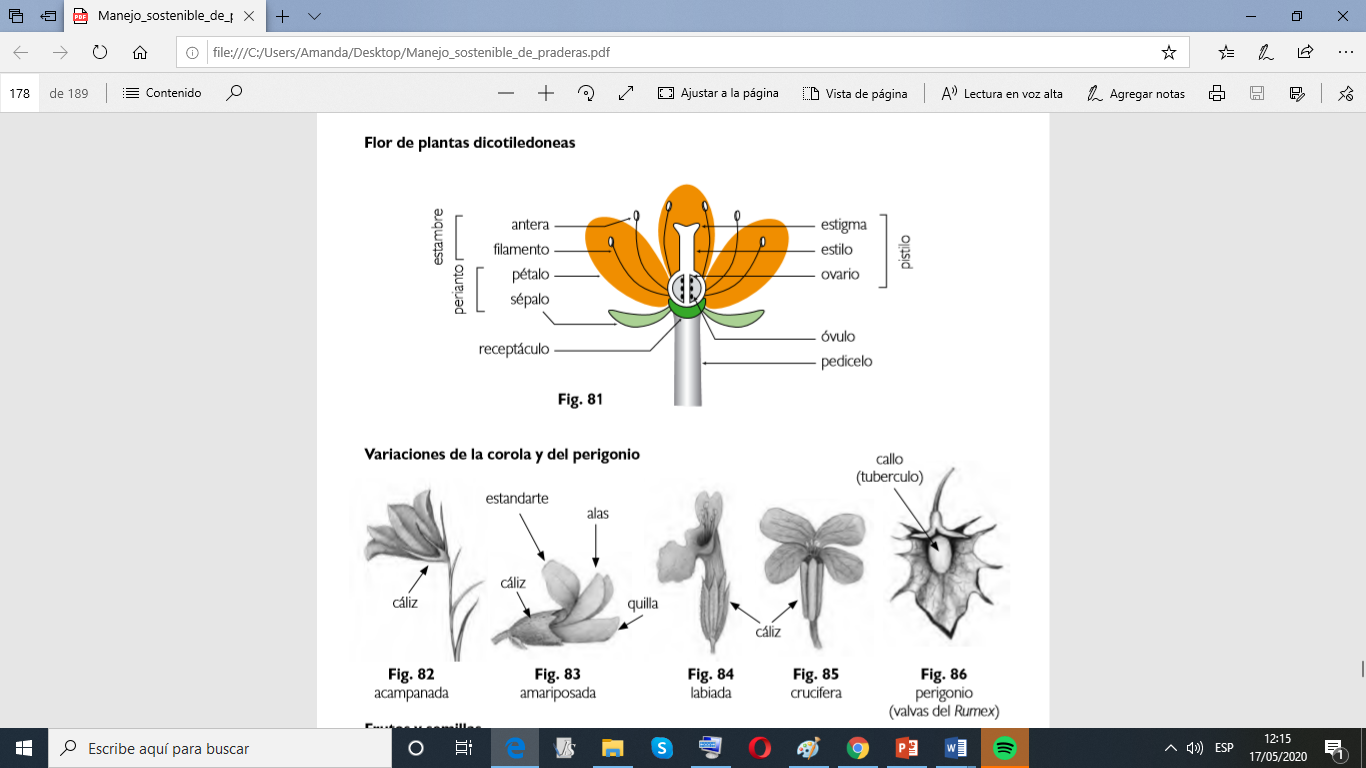 Manejo_sostenible_de_p
file:///C:/Users/Amanda/Desktop/Manejo_sostenible_de_praderas.pdf
178 de 189 Contenido Ajustar a la página Vista de página Lectura en voz alta Agregar notas
Flor de plantas dicotiledoneas
estambre
perianto
antera
filamento
pétalo
sépalo
receptáculo
estigma
estilo
ovario
óvulo
pedicelo
pistilo
Fig. 81
Variaciones de la corola y del perigonio
cáliz
Fig. 82
acampanada
estandarte
alas
cáliz
quilla
Fig. 83
amariposada
cáliz
Fig. 84
labiada
Fig. 85
crucifera
callo
(tuberculo)
Fig. 86
perigonio
(valvas del Rumex)
Frutos y semillas
Escribe aquí para buscar
ESP
12:15
17/05/2020
1